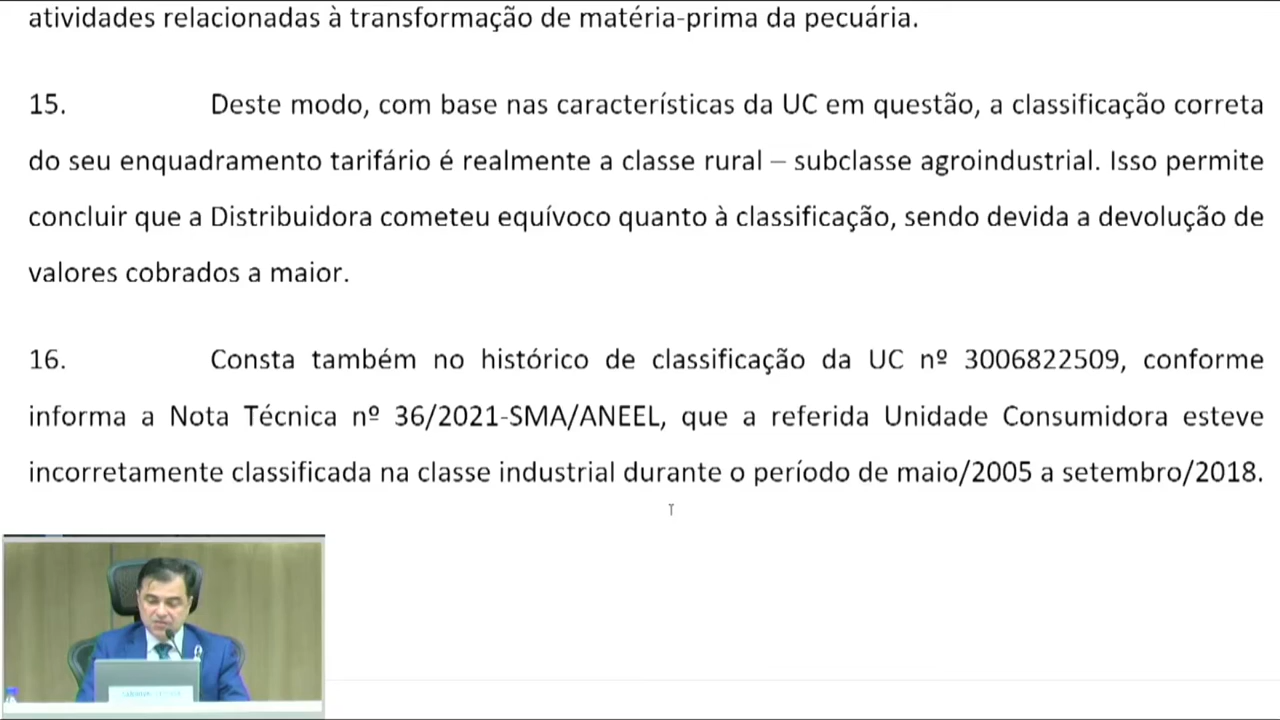 atividades relacionadas à transformação de matéria-prima da pecuária.
15. Deste modo, com base nas características da UC em questão, a classificação correta
do seu enquadramento tarifário é realmente a classe rural – subclasse agroindustrial. Isso permite
concluir que a Distribuidora cometeu equívoco quanto à classificação, sendo devida a devolução de
valores cobrados a maior.
16. Consta também no histórico de classificação da UC nº 3006822509, conforme
informa a Nota Técnica nº 36/2021-SMA/ANEEL, que a referida Unidade Consumidora esteve
incorretamente classificada na classe industrial durante o período de maio/2005 a setembro/2018.